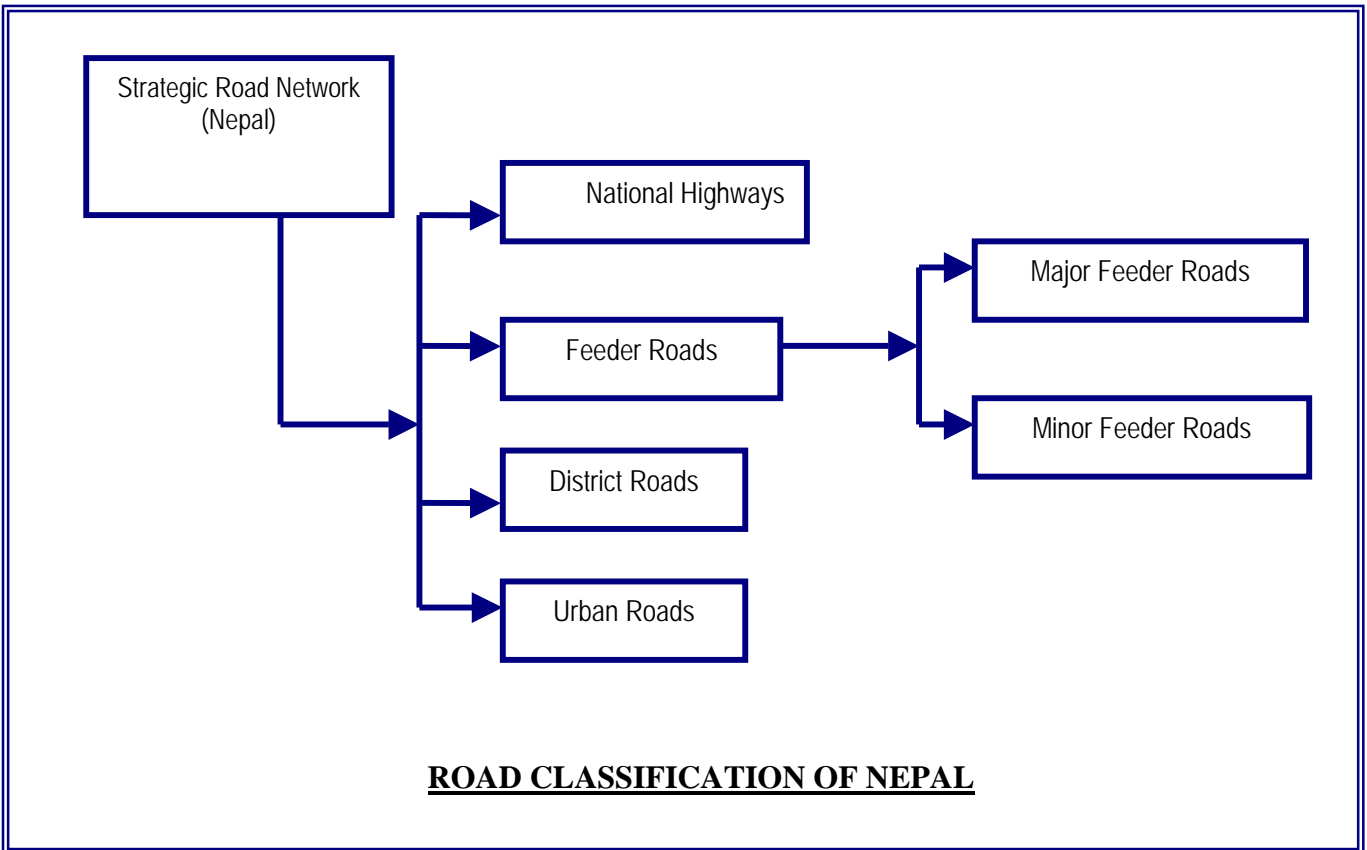 Strategic Road Network
(Nepal)
National Highways
Feeder Roads
District Roads
Urban Roads
Major Feeder Roads
Minor Feeder Roads
ROAD CLASSIFICATION OF NEPAL